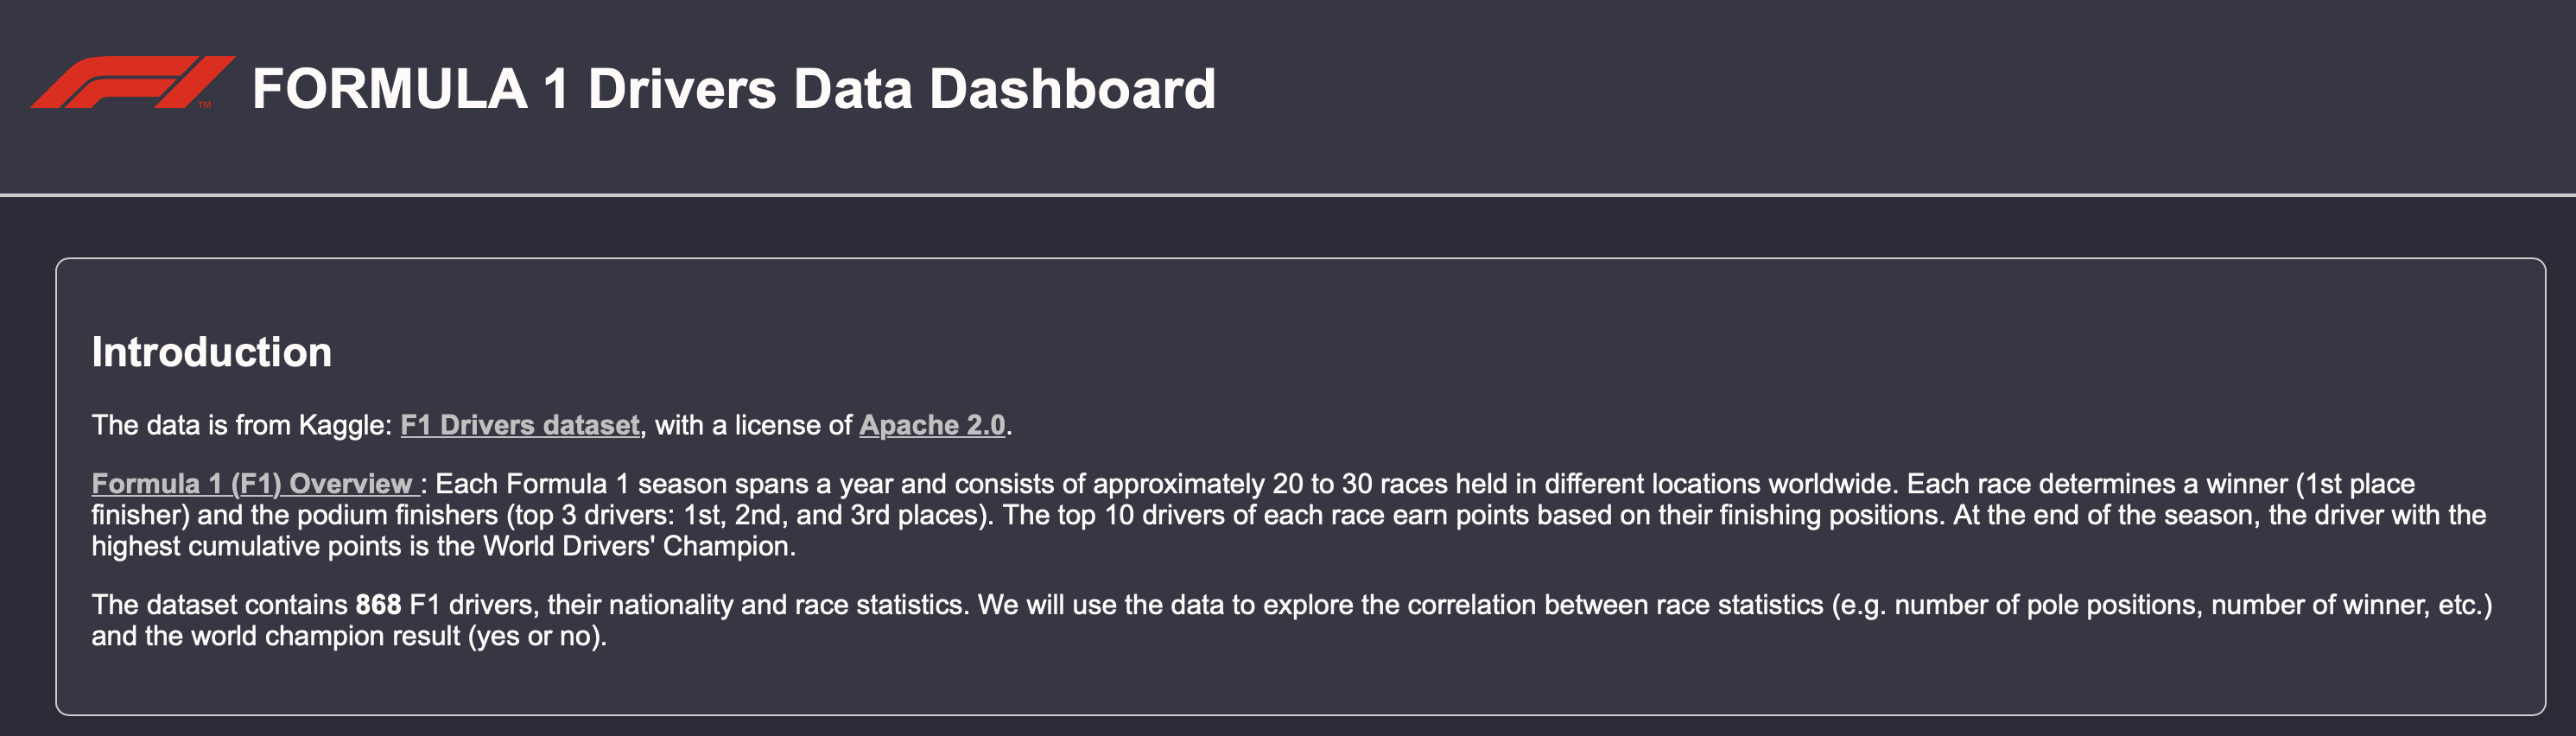 FORMULA 1 Drivers Data Dashboard
TM
Introduction
The data is from Kaggle: F1 Drivers dataset, with a license of Apache 2.0.
Formula 1 (F1) Overview : Each Formula 1 season spans a year and consists of approximately 20 to 30 races held in different locations worldwide. Each race determines a winner (1st place
finisher) and the podium finishers (top 3 drivers: 1st, 2nd, and 3rd places). The top 10 drivers of each race earn points based on their finishing positions. At the end of the season, the driver with the
highest cumulative points is the World Drivers' Champion.
The dataset contains 868 F1 drivers, their nationality and race statistics. We will use the data to explore the correlation between race statistics (e.g. number of pole positions, number of winner, etc.)
and the world champion result (yes or no).